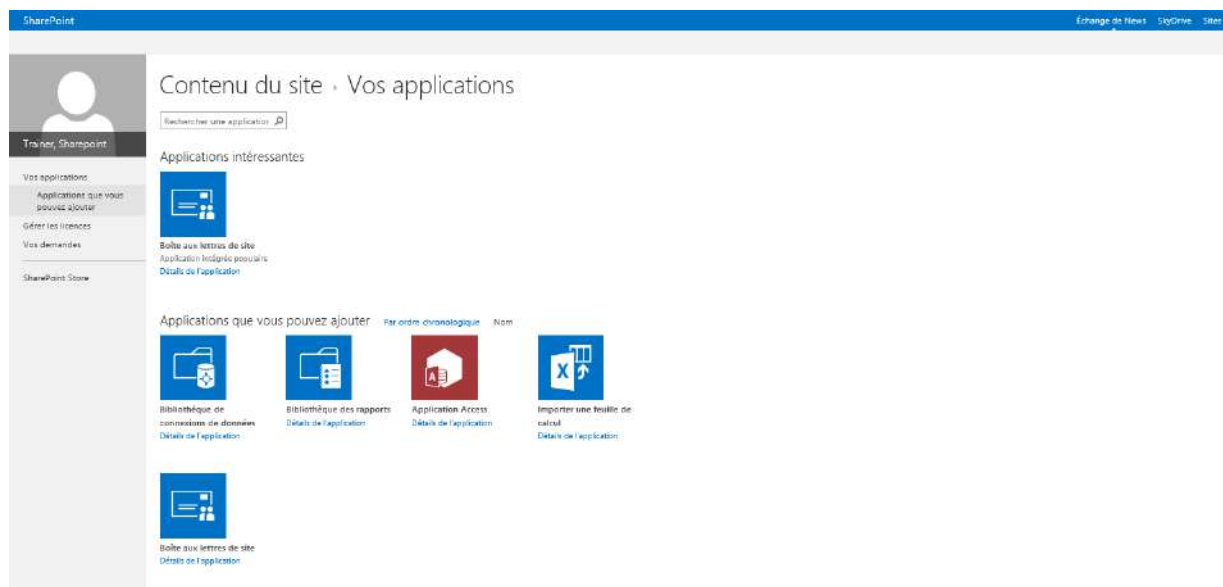 SharePoint
Échange de News SkyDrive Sites
Trainer, Sharepoint
Vos applications
Applications que vous
pouvez ajouter
Gérer les licences
Vos demandes
SharePoint Store
Contenu du site › Vos applications
Rechercher une application
Applications intéressantes
Boîte aux lettres de site
Application intégrée populaire
Détails de l'application
Applications que vous pouvez ajouter Par ordre chronologique Nom
Bibliothèque de
connexions de données
Détails de l'application
Bibliothèque des rapports
Détails de l'application
Application Access
Détails de l'application
Importer une feuille de
calcul
Détails de l'application
Boîte aux lettres de site
Détails de l'application